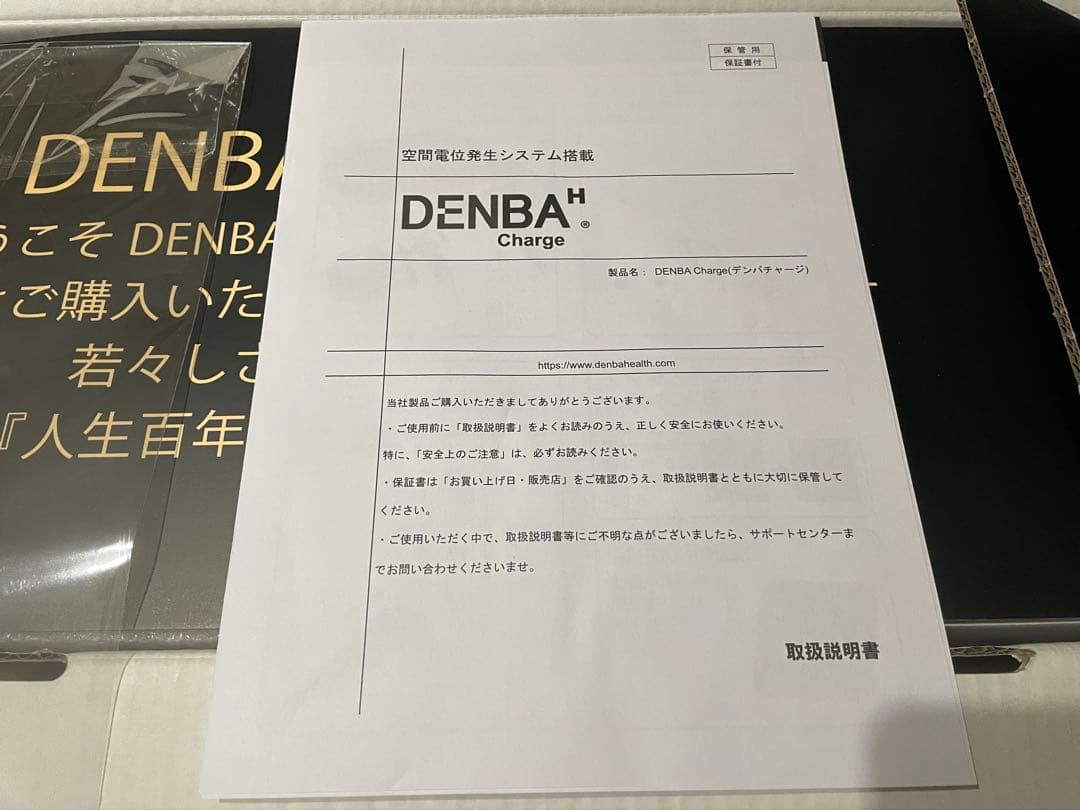 保管用
保証書付
空間電位発生システム搭載
DENBA H ®
Charge
製品名： DENBA Charge(デンバチャージ)
https://www.denbahealth.com
当社製品ご購入いただきましてありがとうございます。
・ご使用前に「取扱説明書」をよくお読みのうえ、正しく安全にお使いください。
特に、「安全上のご注意」は、必ずお読みください。
・保証書は「お買い上げ日・販売店」をご確認のうえ、取扱説明書とともに大切に保管して
ください。
・ご使用いただく中で、取扱説明書等にご不明な点がございましたら、サポートセンターま
でお問い合わせくださいませ。
取扱説明書
DENBA
うこそ DENBA
ご購入いた
若々しさ
『人生百年